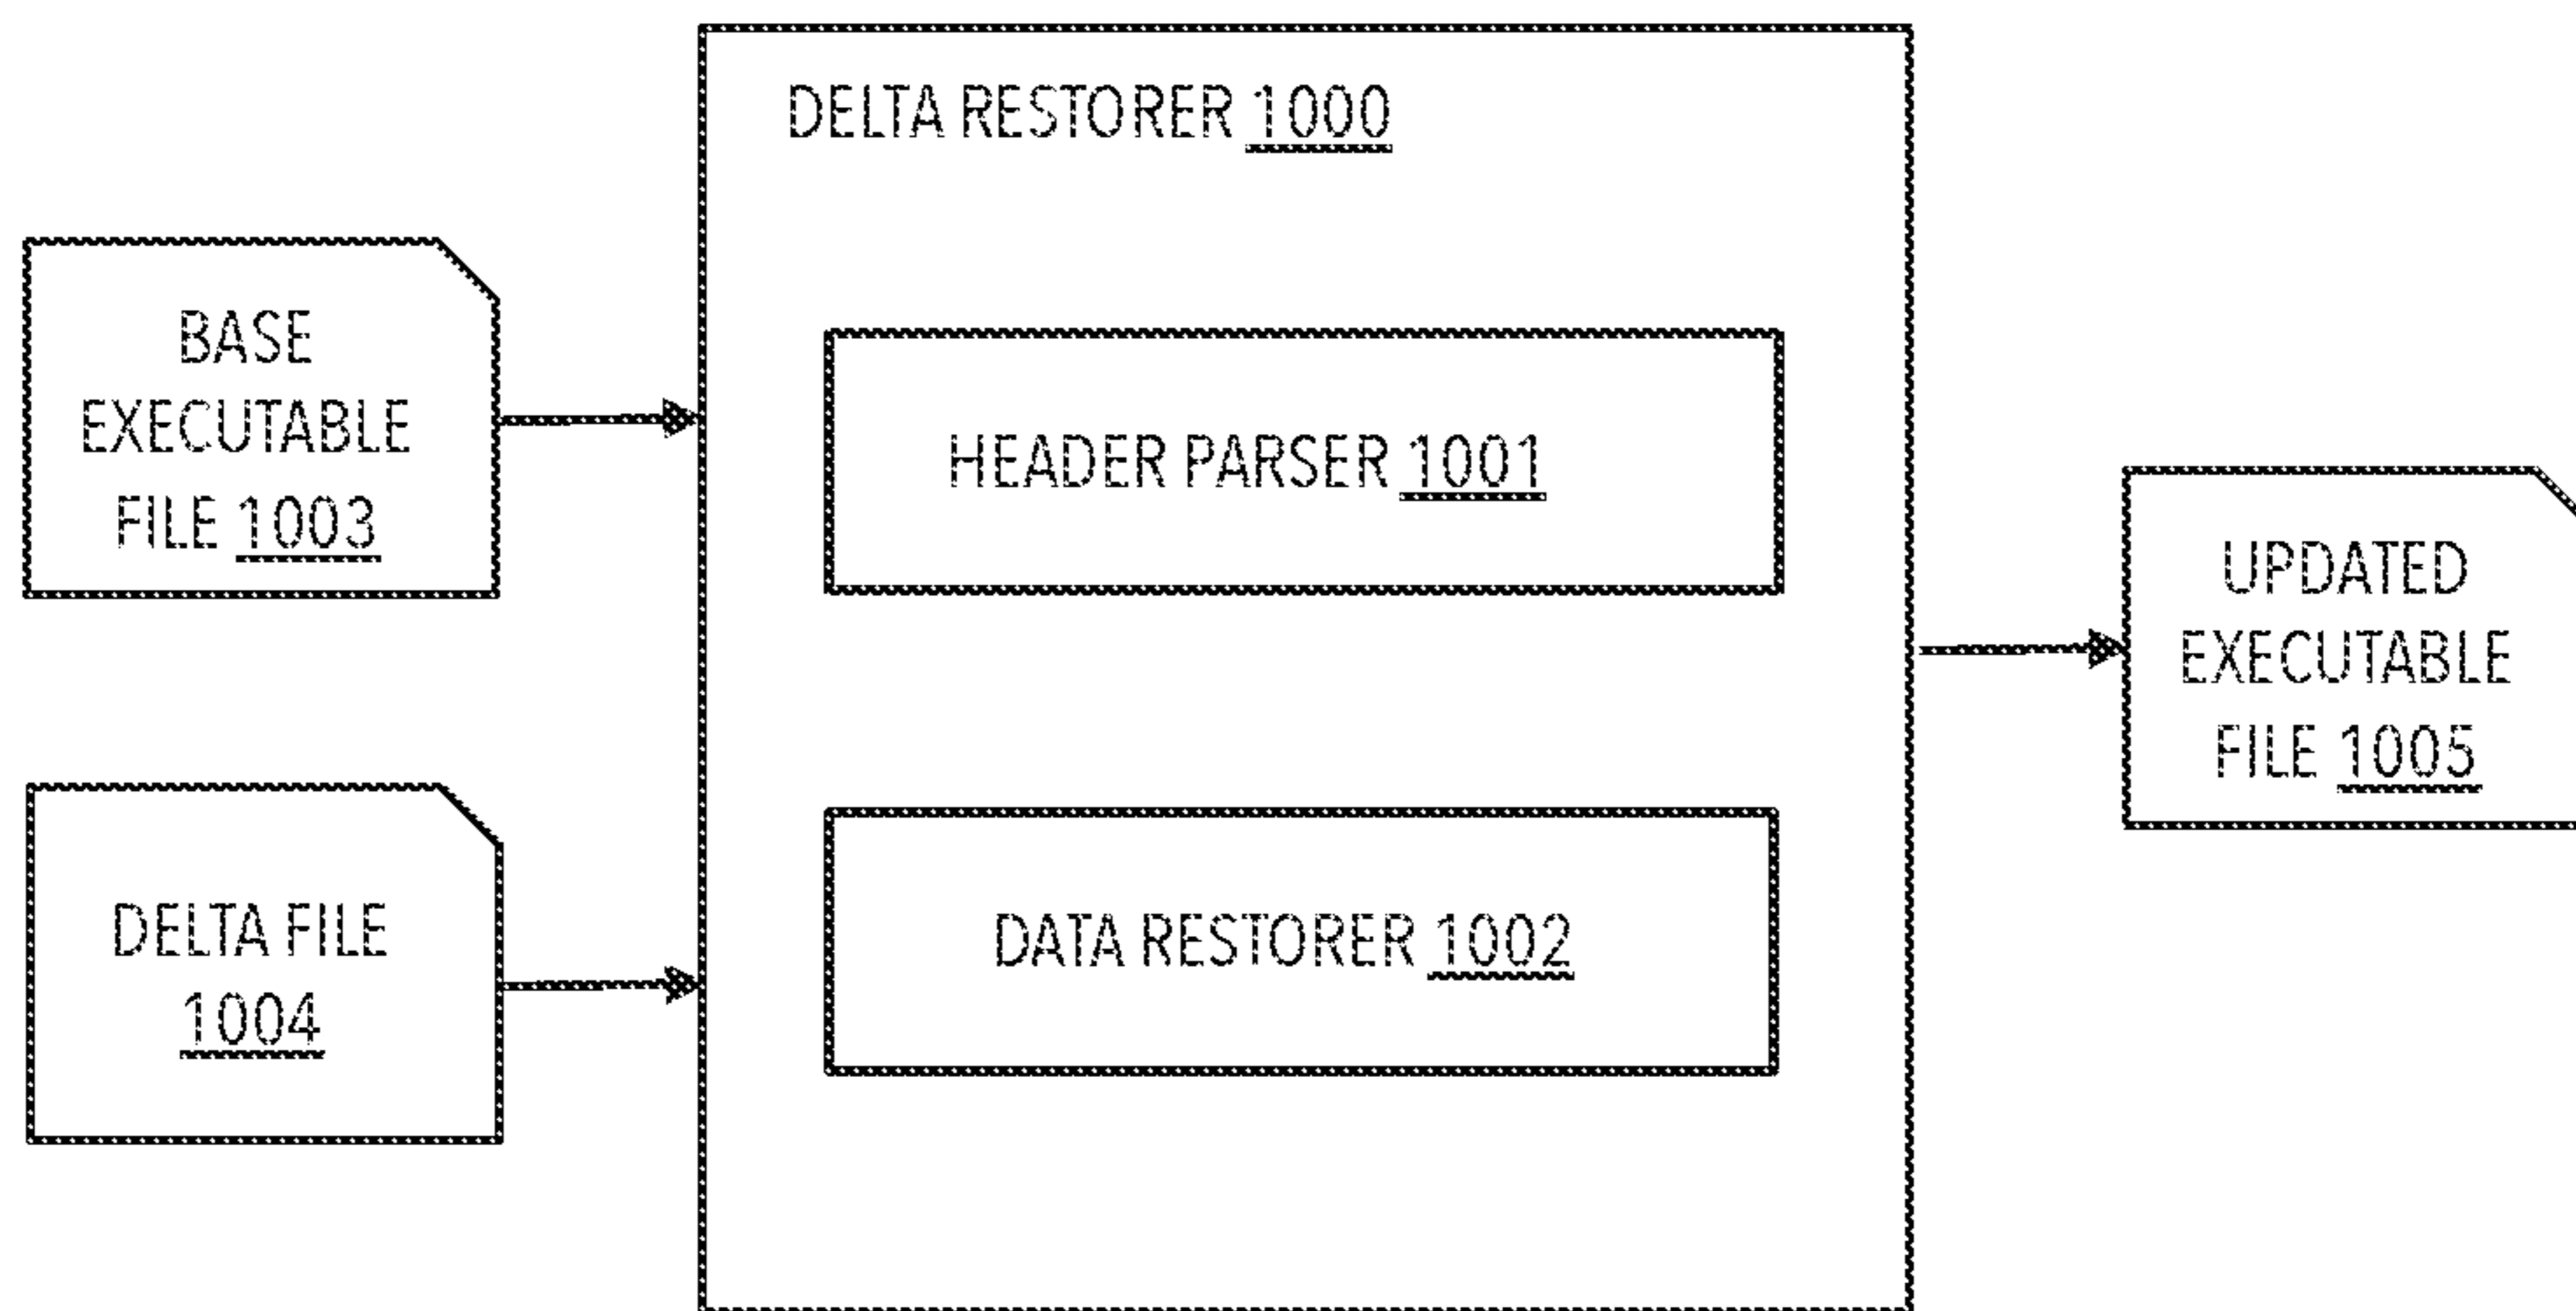 DELTA RESTORER 1000
BASE
EXECUTABLE
FILE 1003
HEADER PARSER 1001
UPDATED
EXECUTABLE
FILE 1005
DELTA FILE
1004
DATA RESTORER 1002